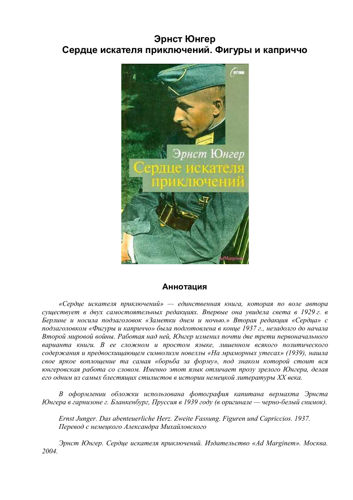 Эрнст Юнгер
Сердце искателя приключений. Фигуры и каприччо
Эрнст Юнгер
Сердце искателя
приключений
Ad Marginem
Аннотация
«Сердце искателя приключений» — единственная книга, которая по воле автора
существует в двух самостоятельных редакциях. Впервые она увидела света в 1929 г. в
Берлине и носила подзаголовок «Заметки днем и ночью.» Вторая редакция «Сердца» с
подзаголовком «Фигуры и каприччо» была подготовлена в конце 1937 г., незадолго до начала
Второй мировой войны. Работая над ней, Юнгер изменил почти две трети первоначального
варианта книги. В ее сложном и простом языке, лишенном всякого политического
содержания и предвосхищающем символизм новеллы «На мраморных утесах» (1939), нашла
свое яркое воплощение та самая «борьба за форму», под знаком которой стоит вся
юнгеровская работа со словом. Именно этот язык отличает прозу зрелого Юнгера, делая
его одним из самых блестящих стилистов в истории немецкой литературы XX века.
В оформлении обложки использована фотография капитана вермахта Эрнста
Юнгера в гарнизоне г. Бланкенбург, Пруссия в 1939 году (в оригинале — черно-белый снимок).
Ernst Junger. Das abenteuerliche Herz. Zweite Fassung. Figuren und Capriccios. 1937.
Перевод с немецкого Александра Михайловского
Эрнст Юнгер. Сердце искателя приключений. Издательство «Ad Marginem». Москва.
2004.